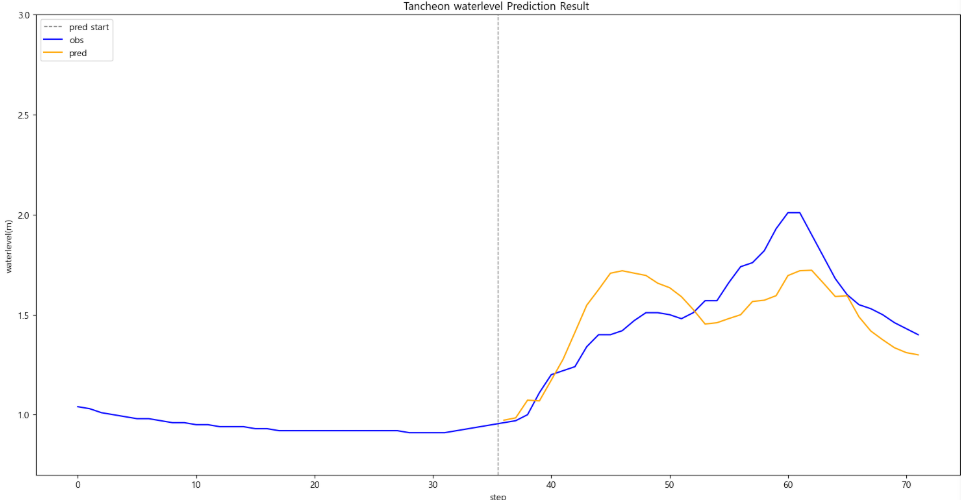 Tancheon waterlevel Prediction Result
pred start
obs
pred
waterlevel(m)
3.0
2.5
2.0
1.5
1.0
0 10 20 30 40 50 60 70
step